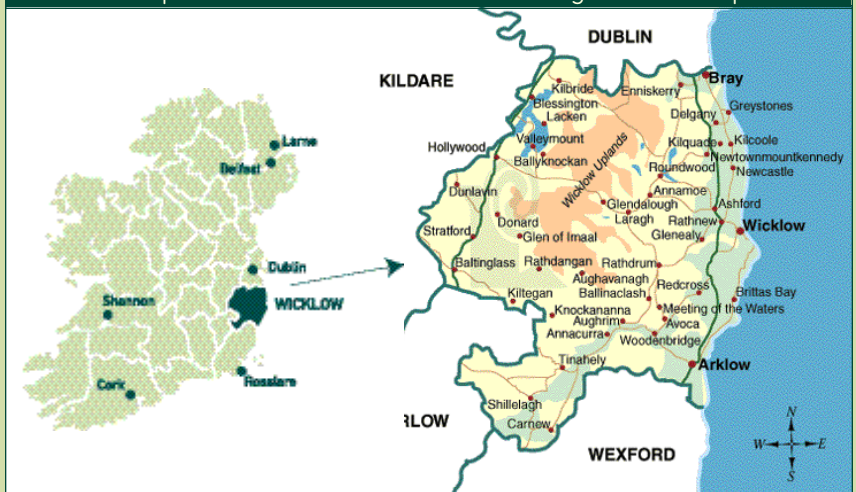 Larne
Belfast
Dublin
WICKLOW
Shannon
Cork
Rosslare
DUBLIN
KILDARE
Bray
Kilbride
Enniskerry
Blessington
Lacken
Greystones
Delgany
Valleymount
Hollywood
Kilquade
Kilcoole
Ballyknockan
Newtownmountkennedy
Roundwood
Newcastle
Wicklow Uplands
Dunlavin
Annamoe
Glendalough
Ashford
Donard
Laragh
Rathnew
Wicklow
Stratford
Glen of Imaal
Glenealy
Baltinglass
Rathdangan
Rathdrum
Aughavanagh
Redcross
Brittas Bay
Kiltegan
Ballinaclash
Knockananna
Meeting of the Waters
Aughrim
Avoca
Annacurra
Woodenbridge
Tinahely
Arklow
Shillelagh
RLOW
Carnew
WEXFORD
N
W
E
S